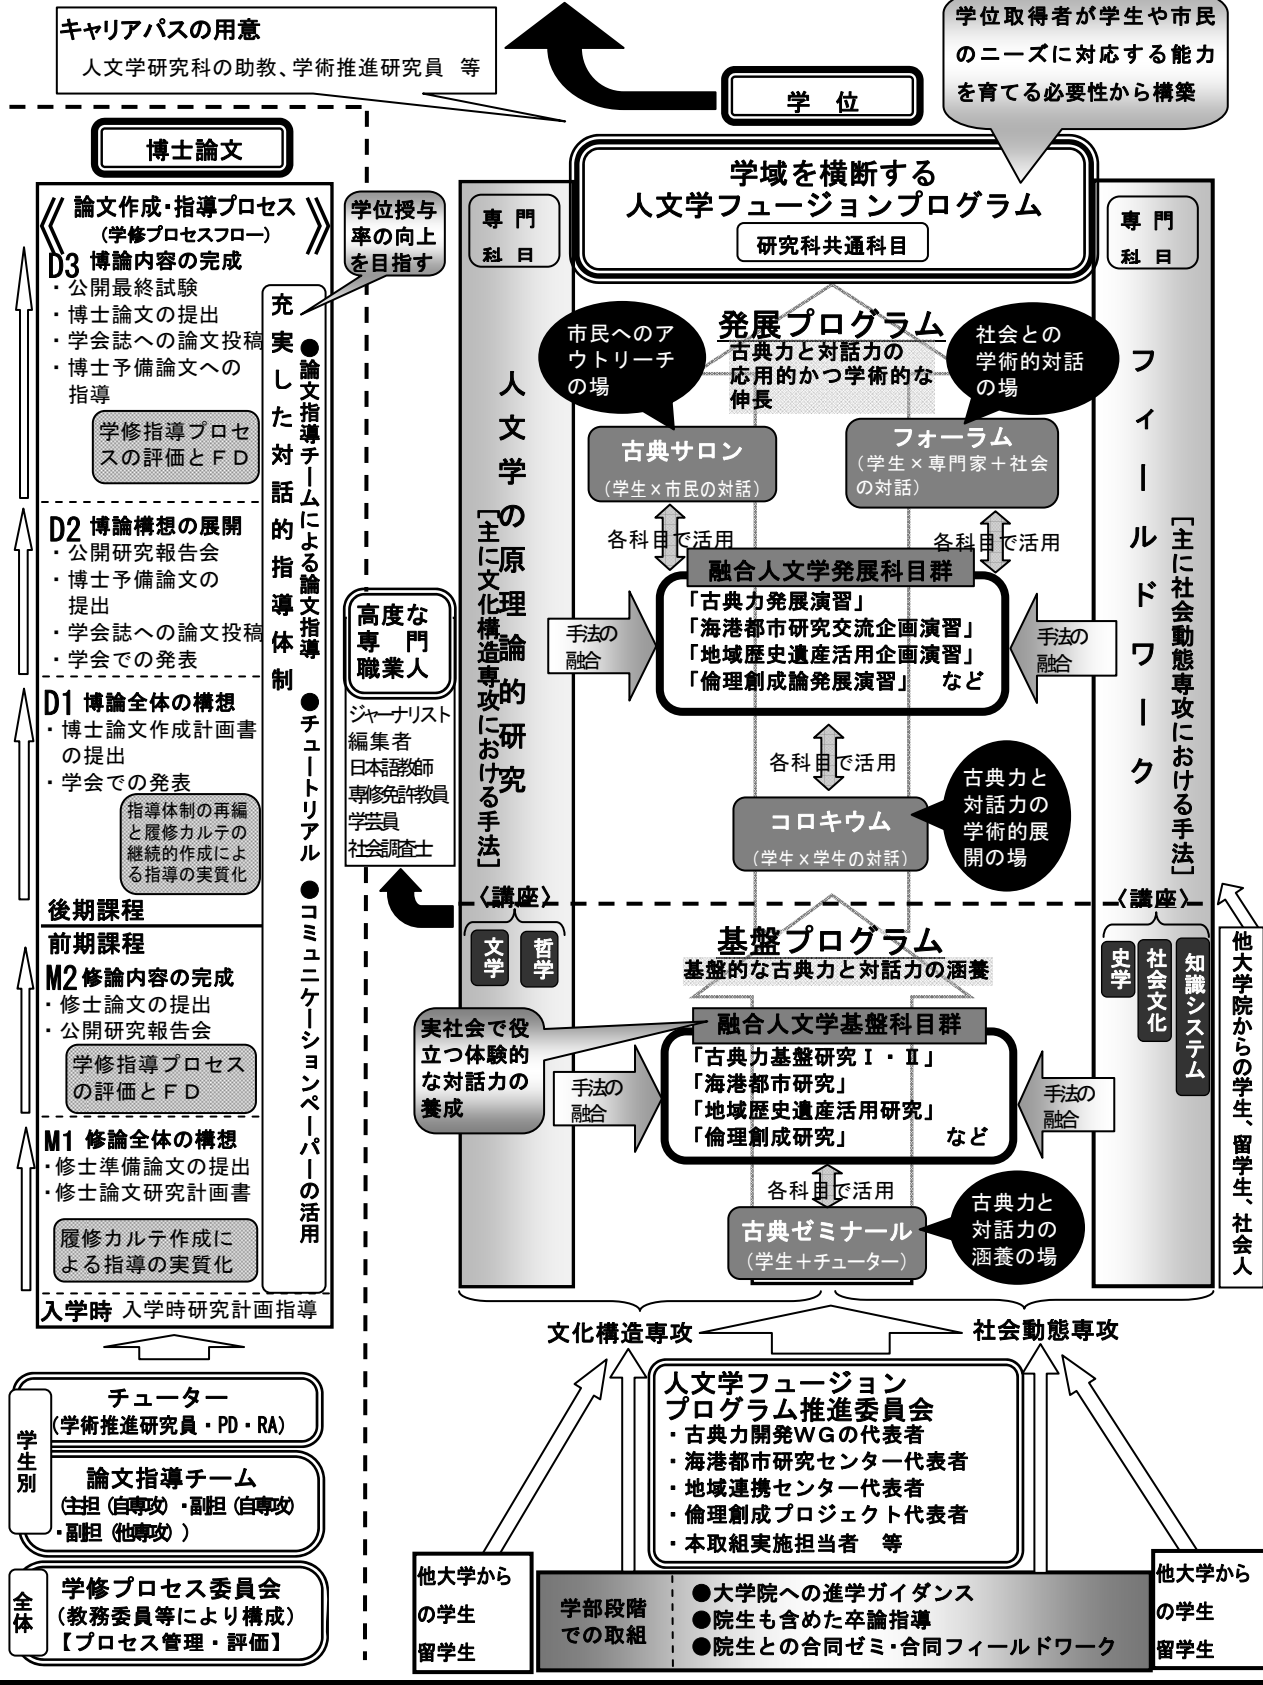 キャリアパスの用意
人文学研究科の助教、学術推進研究員 等
学位
学位取得者が学生や市民
のニーズに対応する能力
を育てる必要性から構築
博士論文
《論文作成・指導プロセス》
(学修プロセスフロー)
D3 博論内容の完成
・公開最終試験
・博士論文の提出
・学会誌への論文投稿
・博士予備論文への
指導
学修指導プロセ
スの評価とＦＤ
D2 博論構想の展開
・公開研究報告会
・博士予備論文の
提出
・学会誌への論文投稿
・学会での発表
D1 博論全体の構想
・博士論文作成計画書
の提出
・学会での発表
指導体制の再編
と履修カルテの
継続的作成によ
る指導の実質化
後期課程
前期課程
M2 修論内容の完成
・修士論文の提出
・公開研究報告会
学修指導プロセス
の評価とＦＤ
M1 修論全体の構想
・修士準備論文の提出
・修士論文研究計画書
履修カルテ作成に
よる指導の実質化
入学時 入学時研究計画指導
充実した対話的指導体制
●論文指導チームによる論文指導 ●チュートリアル ●コミュニケーションペーパーの活用
学位授与
率の向上
を目指す
チューター
(学術推進研究員・PD・RA)
学生別
論文指導チーム
(主担（自専攻）・副担（自専攻）
・副担（他専攻）)
全体
学修プロセス委員会
(教務委員等により構成)
【プロセス管理・評価】
高度な
専門
職業人
ジャーナリスト
編集者
日本語教師
専修免許教員
学芸員
社会調査士
学域を横断する
人文学フュージョンプログラム
研究科共通科目
専門
科目
人文学の原理論的研究
［主に文化構造専攻における手法］
〈講座〉
文学
哲学
専門
科目
フィールドワーク
［主に社会動態専攻における手法］
〈講座〉
史学
社会文化
知識システム
発展プログラム
古典力と対話力の
応用的かつ学術的な
伸長
市民へのア
ウトリーチ
の場
社会との
学術的対話
の場
古典サロン
(学生×市民の対話)
フォーラム
(学生×専門家＋社会
の対話)
各科目で活用
各科目で活用
融合人文学発展科目群
「古典力発展演習」
「海港都市研究交流企画演習」
「地域歴史遺産活用企画演習」
「倫理創成論発展演習」 など
手法の
融合
手法の
融合
各科目で活用
コロキウム
(学生×学生の対話)
古典力と
対話力の
学術的展
開の場
基盤プログラム
基盤的な古典力と対話力の涵養
実社会で役
立つ体験的
な対話力の
養成
融合人文学基盤科目群
「古典力基盤研究Ⅰ・Ⅱ」
「海港都市研究」
「地域歴史遺産活用研究」
「倫理創成研究」 など
手法の
融合
手法の
融合
各科目で活用
古典ゼミナール
(学生＋チューター)
古典力と
対話力の
涵養の場
他大学院からの学生、留学生、社会人
文化構造専攻
社会動態専攻
人文学フュージョン
プログラム推進委員会
・古典力開発ＷＧの代表者
・海港都市研究センター代表者
・地域連携センター代表者
・倫理創成プロジェクト代表者
・本取組実施担当者 等
他大学から
の学生
留学生
学部段階
での取組
●大学院への進学ガイダンス
●院生も含めた卒論指導
●院生との合同ゼミ・合同フィールドワーク
他大学から
の学生
留学生